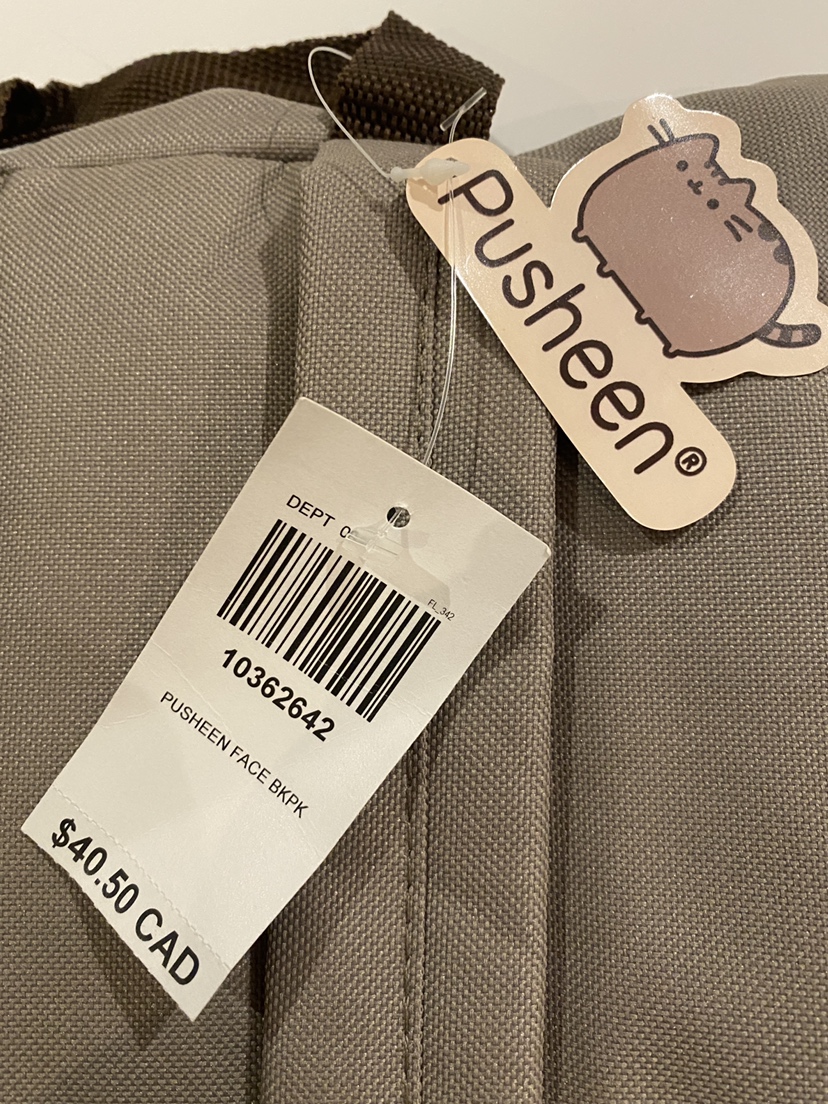 Pusheen®
DEPT
FL_342
10362642
PUSHEEN FACE BKPK
$40.50 CAD